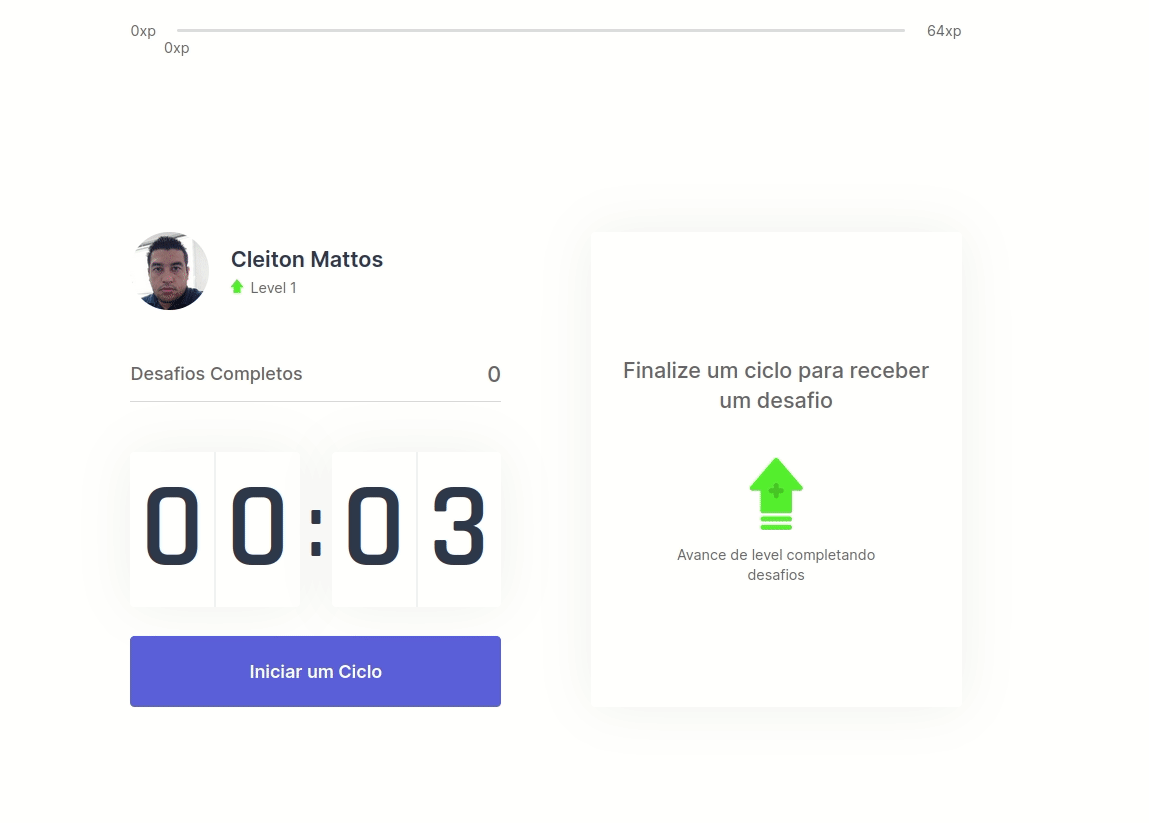 0xp
64xp
0xp
Cleiton Mattos
Level 1
Desafios Completos
0
00:03
Iniciar um Ciclo
Finalize um ciclo para receber
um desafio
Avance de level completando
desafios